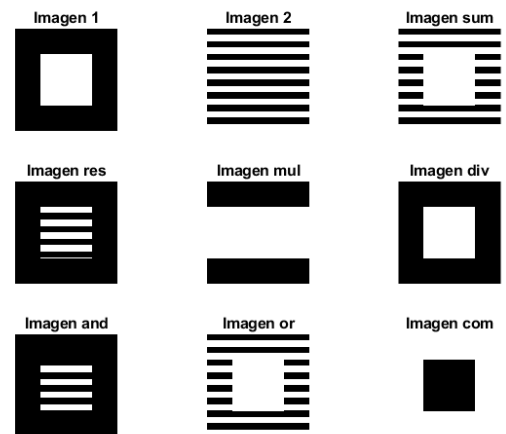 Imagen 1
Imagen 2
Imagen sum
Imagen res
Imagen mul
Imagen div
Imagen and
Imagen or
Imagen com